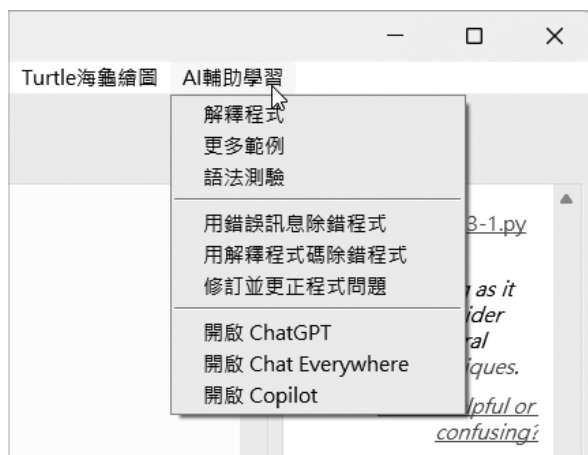 Turtle海龜繪圖 AI輔助學習
解釋程式
更多範例
語法測驗
用錯誤訊息除錯程式
3-1.py
用解釋程式碼除錯程式
修訂並更正程式問題
as it
ider
開啟 ChatGPT
ral
開啟 Chat Everywhere
iques.
開啟 Copilot
lpful or
confusing?